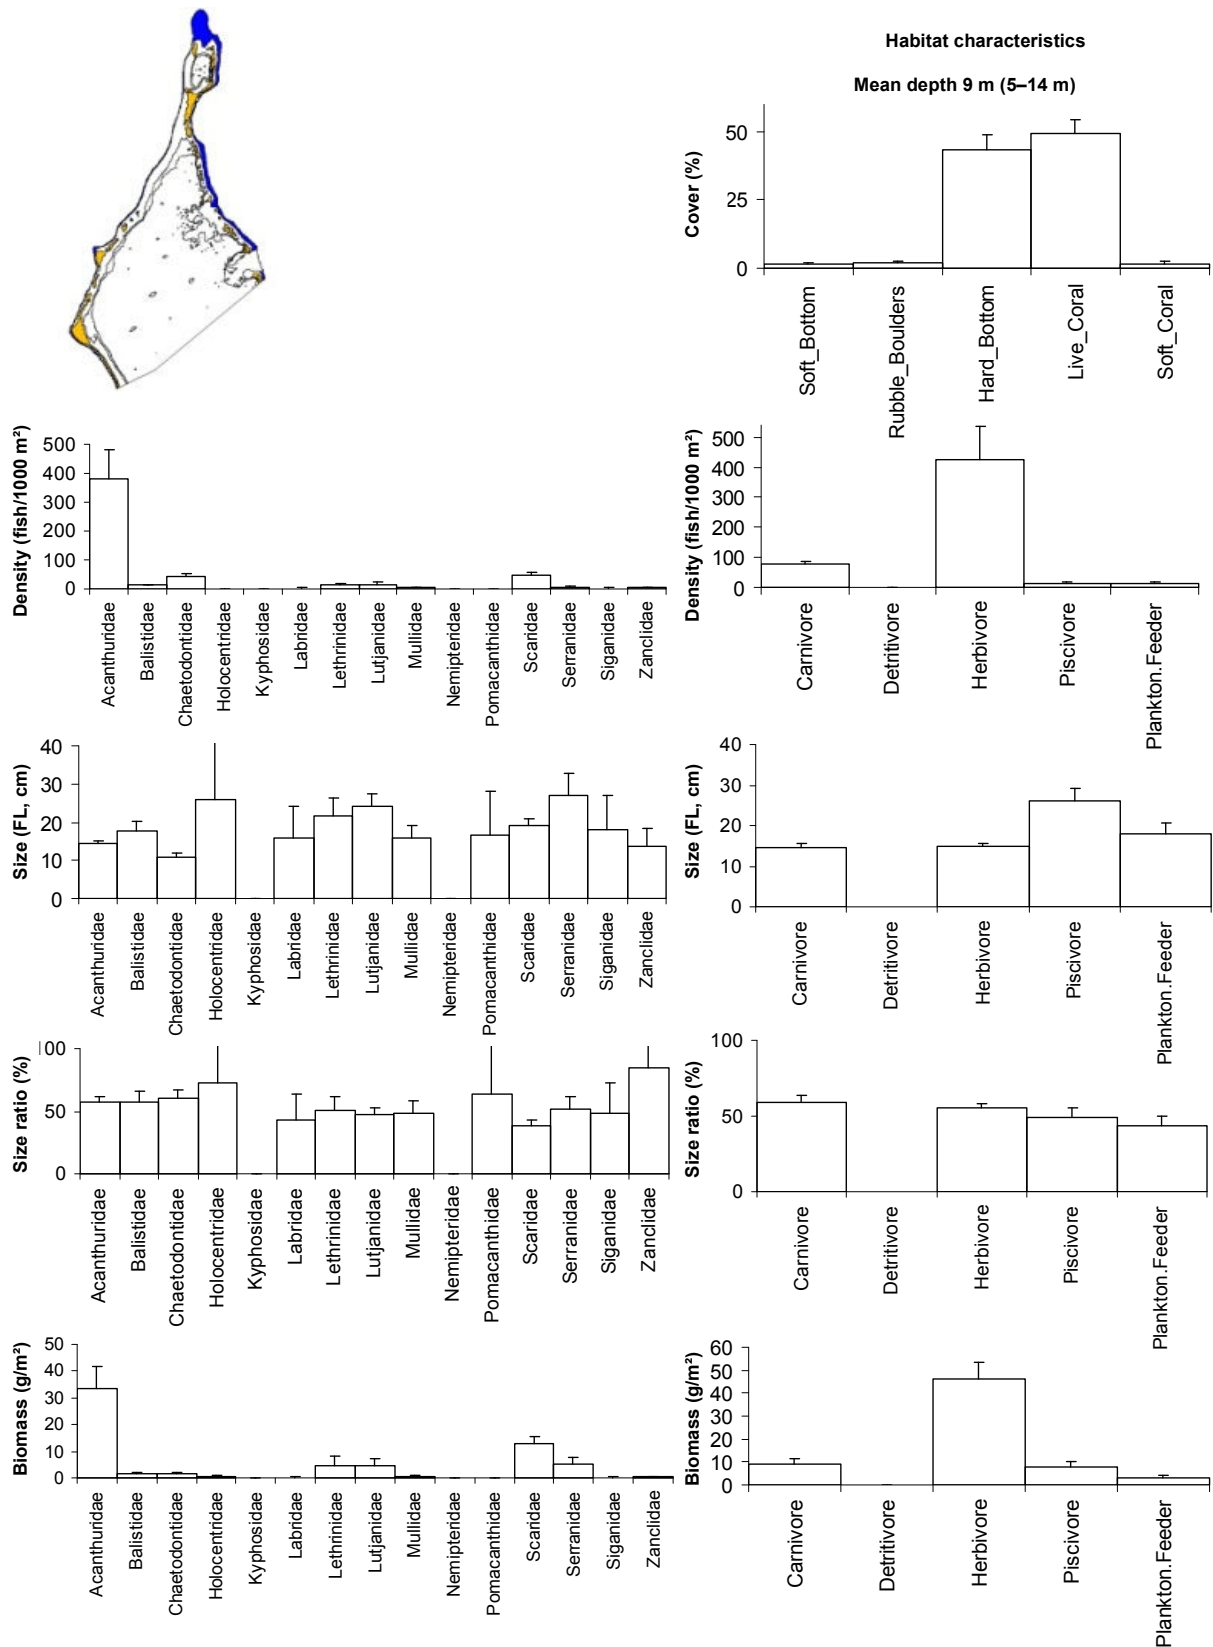 Habitat characteristics
Mean depth 9 m (5–14 m)
Cover (%)
50
25
0
Soft_Bottom
Rubble_Boulders
Hard_Bottom
Live_Coral
Soft_Coral
Density (fish/1000 m²)
500
400
300
200
100
0
Acanthuridae
Balistidae
Chaetodontidae
Holocentridae
Kyphosidae
Labridae
Lethrinidae
Lutjanidae
Mullidae
Nemipteridae
Pomacanthidae
Scaridae
Serranidae
Siganidae
Zanclidae
Density (fish/1000 m²)
500
400
300
200
100
0
Carnivore
Detritivore
Herbivore
Piscivore
Plankton.Feeder
Size (FL, cm)
40
30
20
10
0
Acanthuridae
Balistidae
Chaetodontidae
Holocentridae
Kyphosidae
Labridae
Lethrinidae
Lutjanidae
Mullidae
Nemipteridae
Pomacanthidae
Scaridae
Serranidae
Siganidae
Zanclidae
Size (FL, cm)
40
30
20
10
0
Carnivore
Detritivore
Herbivore
Piscivore
Plankton.Feeder
Size ratio (%)
100
50
0
Acanthuridae
Balistidae
Chaetodontidae
Holocentridae
Kyphosidae
Labridae
Lethrinidae
Lutjanidae
Mullidae
Nemipteridae
Pomacanthidae
Scaridae
Serranidae
Siganidae
Zanclidae
Size ratio (%)
100
50
0
Carnivore
Detritivore
Herbivore
Piscivore
Plankton.Feeder
Biomass (g/m²)
50
40
30
20
10
0
Acanthuridae
Balistidae
Chaetodontidae
Holocentridae
Kyphosidae
Labridae
Lethrinidae
Lutjanidae
Mullidae
Nemipteridae
Pomacanthidae
Scaridae
Serranidae
Siganidae
Zanclidae
Biomass (g/m²)
60
50
40
30
20
10
0
Carnivore
Detritivore
Herbivore
Piscivore
Plankton.Feeder